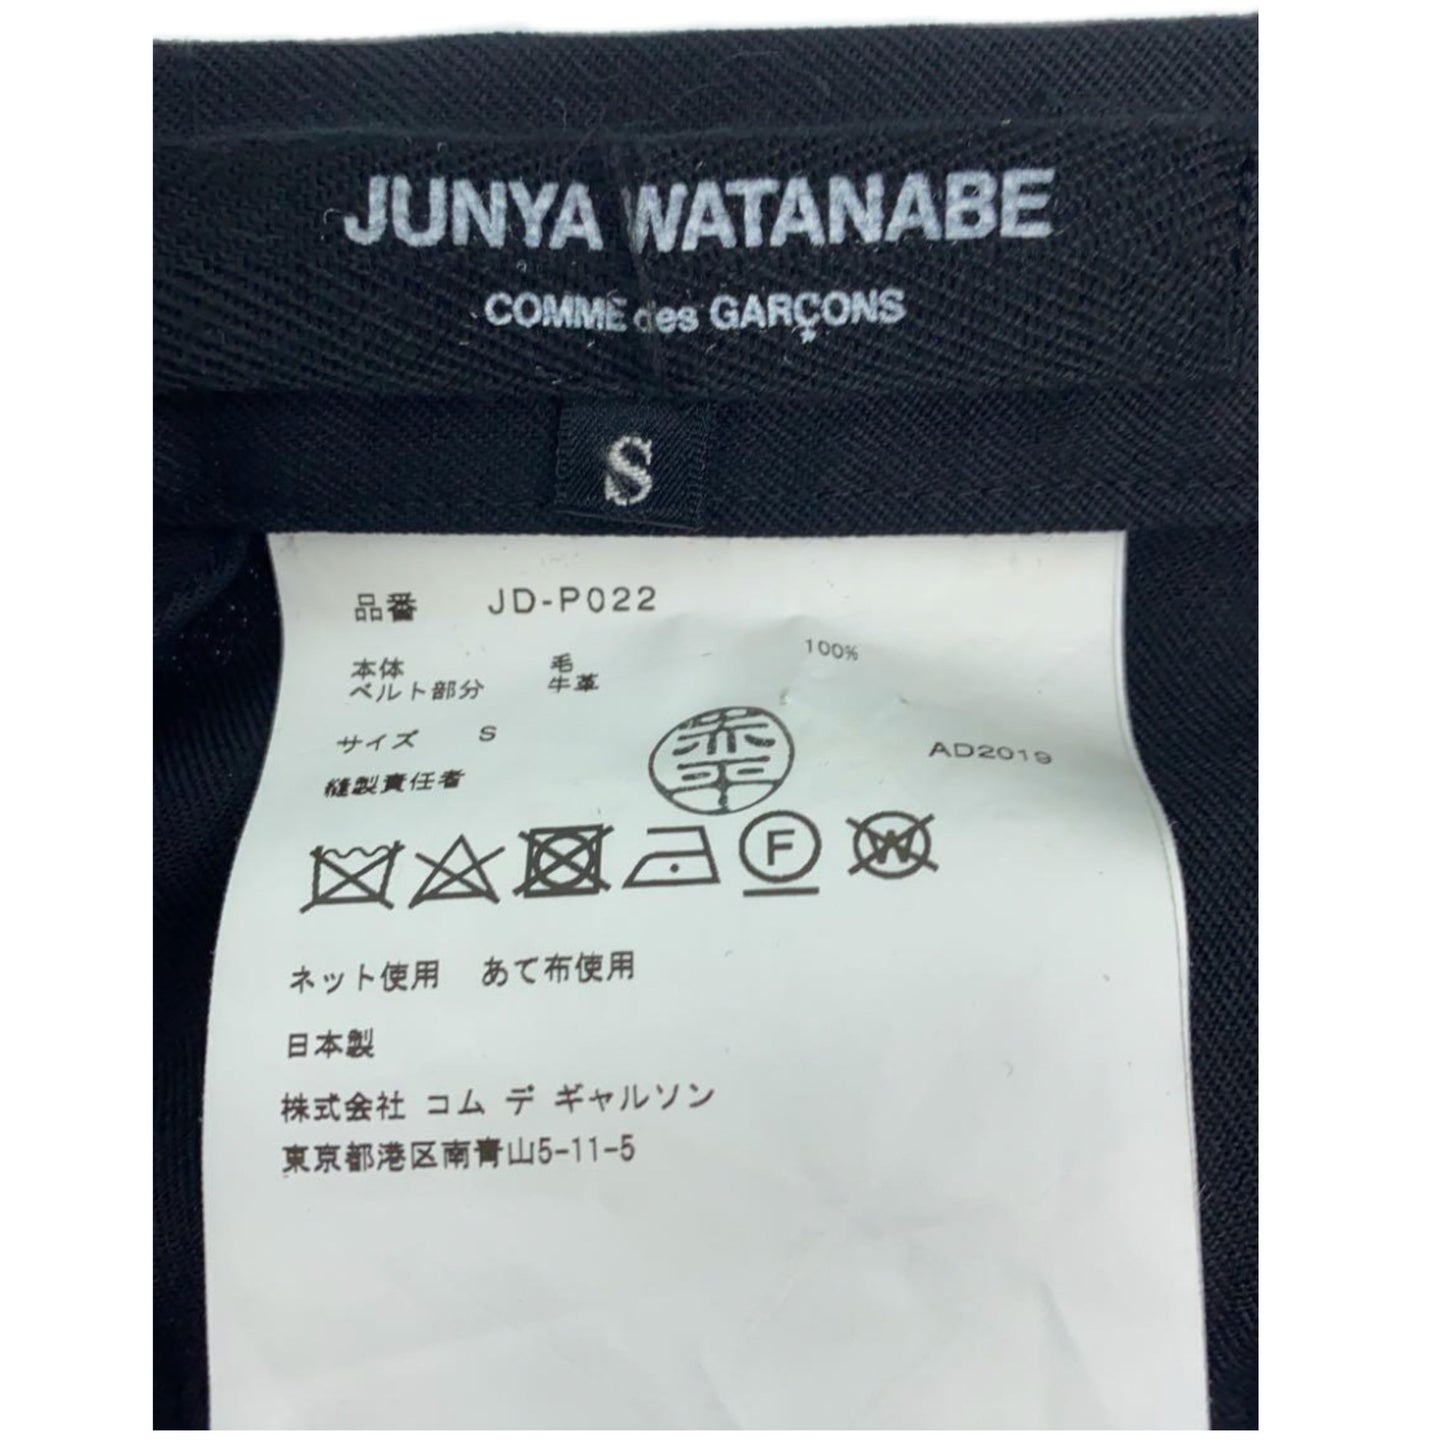 JUNYA WATANABE
COMME des GARÇONS
S
品番 JD-P022
本体 毛 100%
ベルト部分 牛革
サイズ S
縫製責任者 赤平
AD2019
F W
ネット使用 あて布使用
日本製
株式会社 コム デ ギャルソン
東京都港区南青山5-11-5